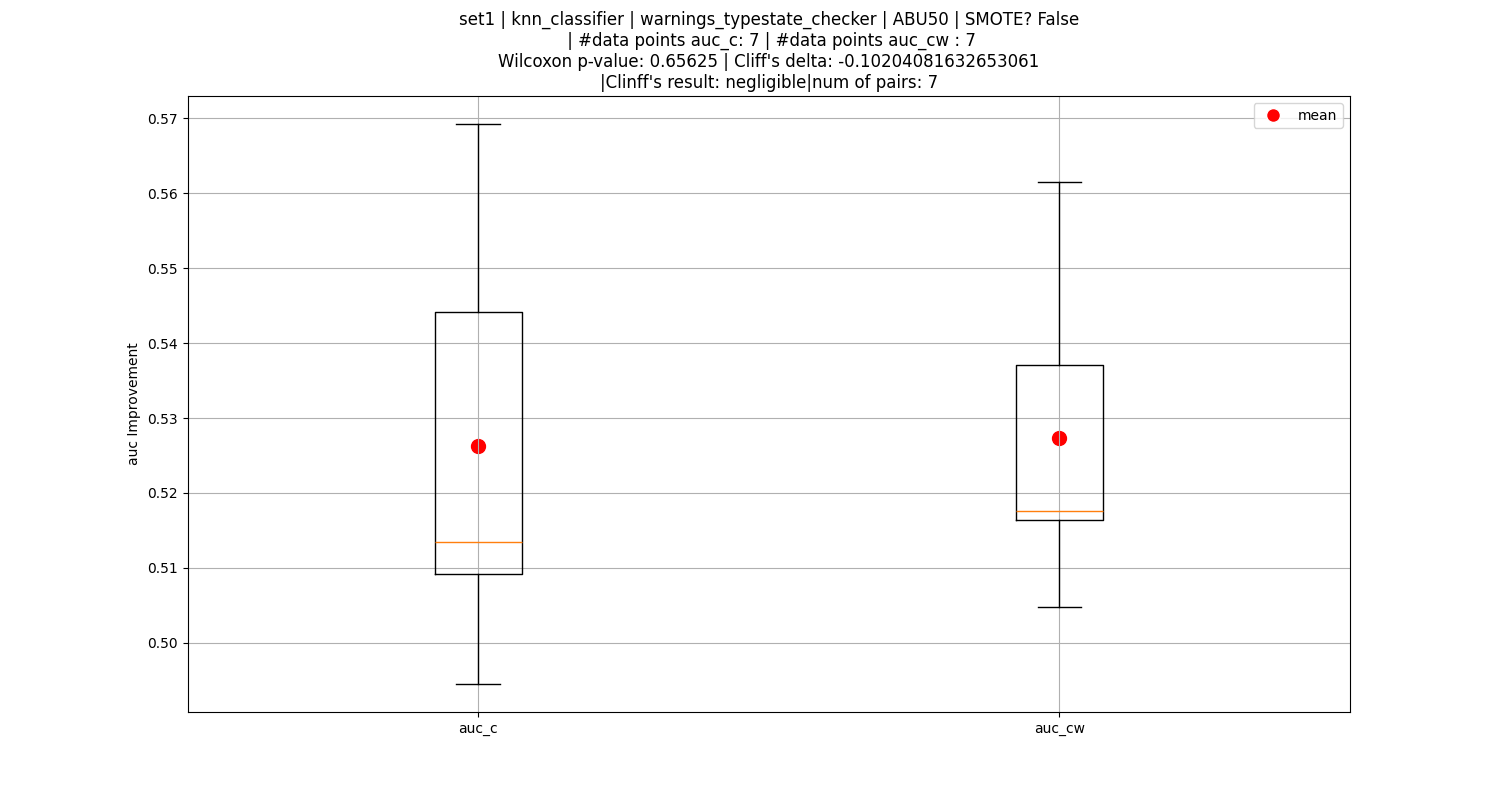 set1 | knn_classifier | warnings_typestate_checker | ABU50 | SMOTE? False
| #data points auc_c: 7 | #data points auc_cw : 7
Wilcoxon p-value: 0.65625 | Cliff's delta: -0.10204081632653061
|Clinff's result: negligible|num of pairs: 7
mean
0.57
0.56
0.55
0.54
0.53
0.52
0.51
0.50
auc Improvement
auc_c
auc_cw